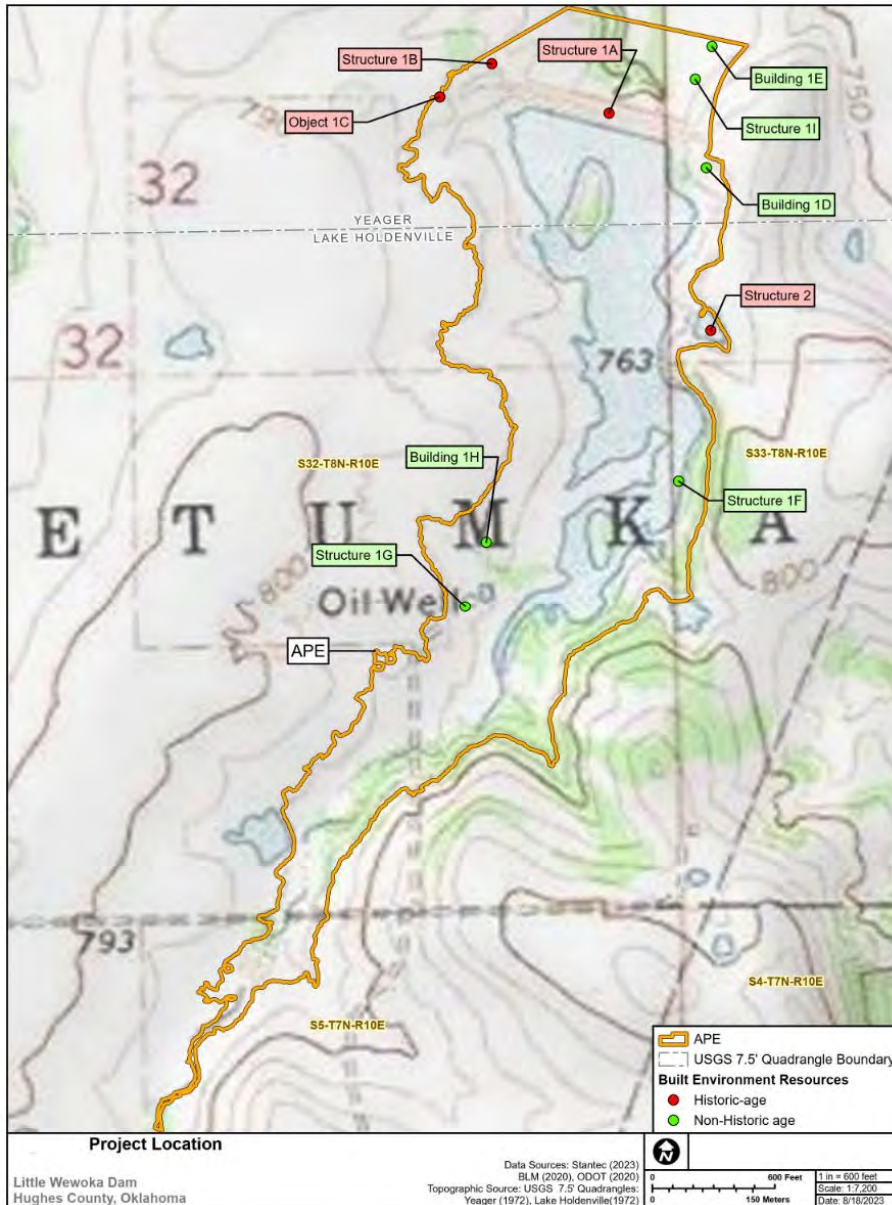 Structure 1B
Structure 1A
Building 1E
Object 1C
Structure 1I
750
32
Building 1D
YEAGER
LAKE HOLDENVILLE
Structure 2
32
763
S32-T8N-R10E
Building 1H
S33-T8N-R10E
Structure 1F
E T U M K A
Structure 1G
800
800
Oil Well
APE
793
S4-T7N-R10E
S5-T7N-R10E
APE
USGS 7.5' Quadrangle Boundary
Built Environment Resources
Historic-age
Non-Historic age
Project Location
Little Wewoka Dam
Hughes County, Oklahoma
Data Sources: Stantec (2023)
BLM (2020), ODOT (2020)
Topographic Source: USGS 7.5' Quadrangles:
Yeager (1972), Lake Holdenville(1972)
N
0 600 Feet
0 150 Meters
1 in = 600 feet
Scale: 1:7,200
Date: 8/18/2023